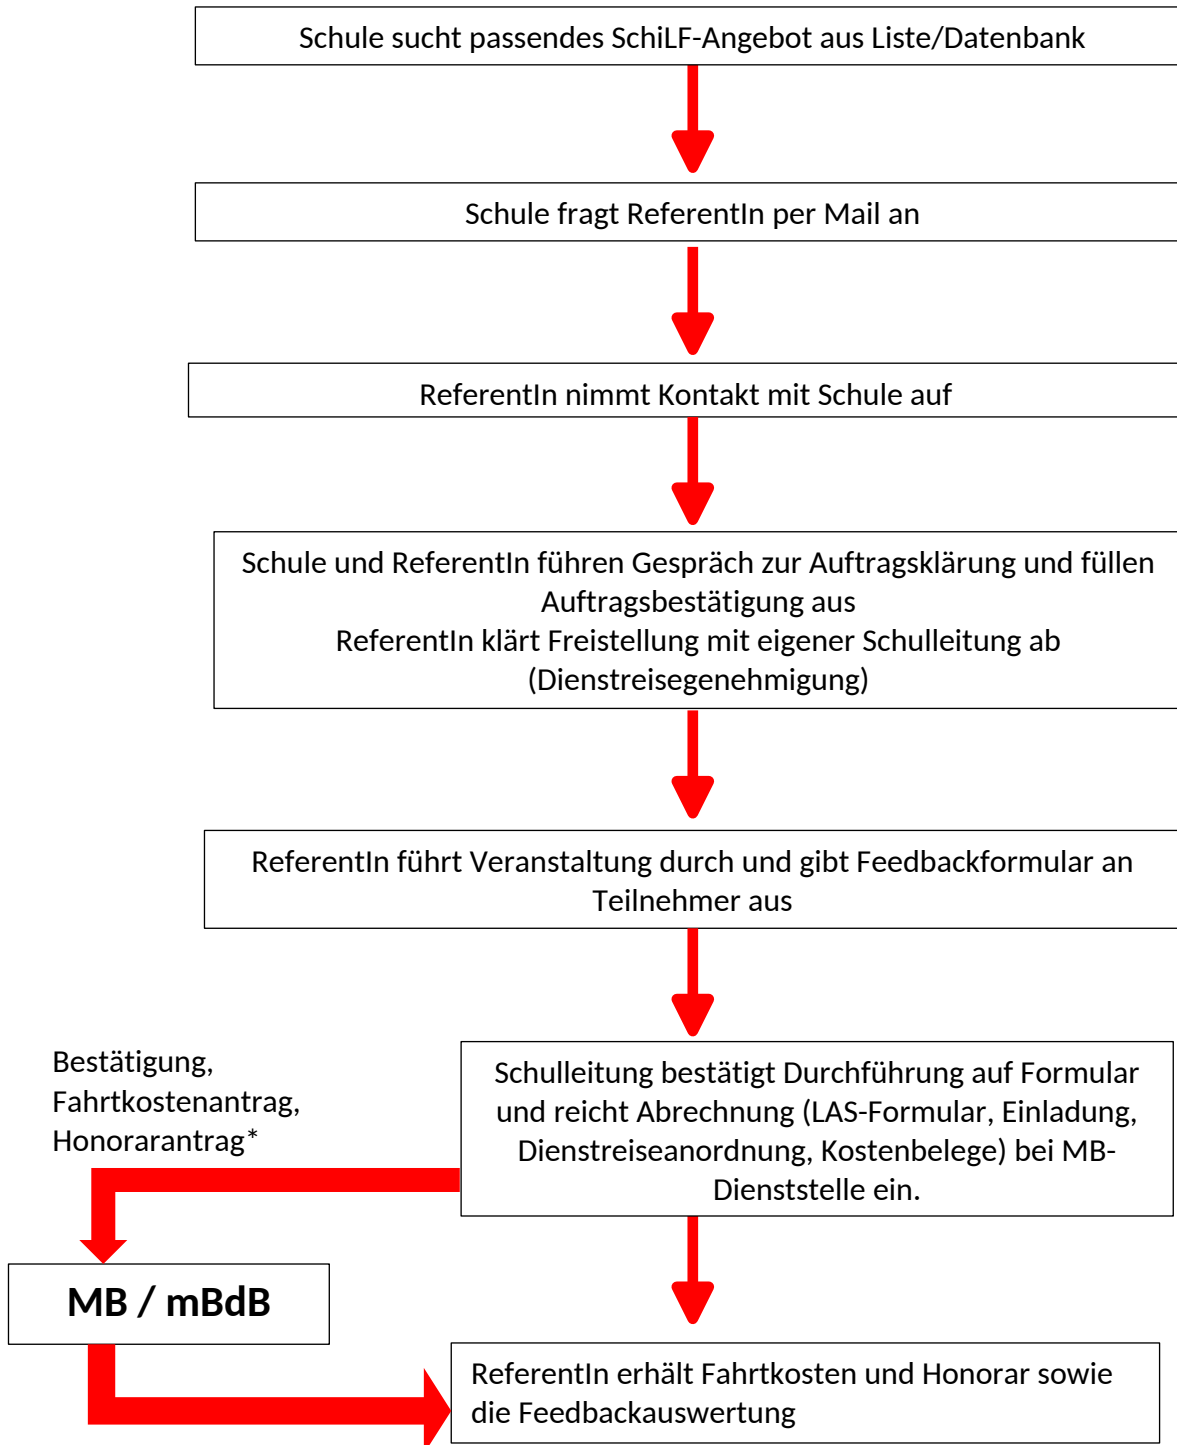 Schule sucht passendes SchiLF-Angebot aus Liste/Datenbank
Schule fragt ReferentIn per Mail an
ReferentIn nimmt Kontakt mit Schule auf
Schule und ReferentIn führen Gespräch zur Auftragsklärung und füllen
Auftragsbestätigung aus
ReferentIn klärt Freistellung mit eigener Schulleitung ab
(Dienstreisegenehmigung)
ReferentIn führt Veranstaltung durch und gibt Feedbackformular an
Teilnehmer aus
Bestätigung,
Fahrtkostenantrag,
Honorarantrag*
Schulleitung bestätigt Durchführung auf Formular
und reicht Abrechnung (LAS-Formular, Einladung,
Dienstreiseanordnung, Kostenbelege) bei MB-
Dienststelle ein.
MB / mBdB
ReferentIn erhält Fahrtkosten und Honorar sowie
die Feedbackauswertung